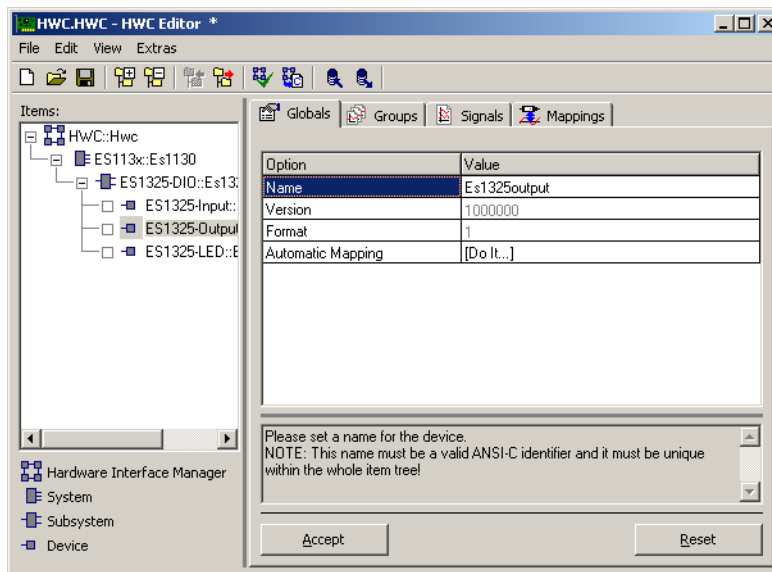 HWC.HWC - HWC Editor *
File Edit View Extras
Items:
Globals Groups Signals Mappings
HWC::Hwc
ES113x::Es1130
ES1325-DIO::Es13
ES1325-Input::
ES1325-Output
ES1325-LED::E
Option Value
Name Es1325output
Version 1000000
Format 1
Automatic Mapping [Do It...]
Please set a name for the device.
NOTE: This name must be a valid ANSI-C identifier and it must be unique
within the whole item tree!
Hardware Interface Manager
System
Subsystem
Device
Accept Reset